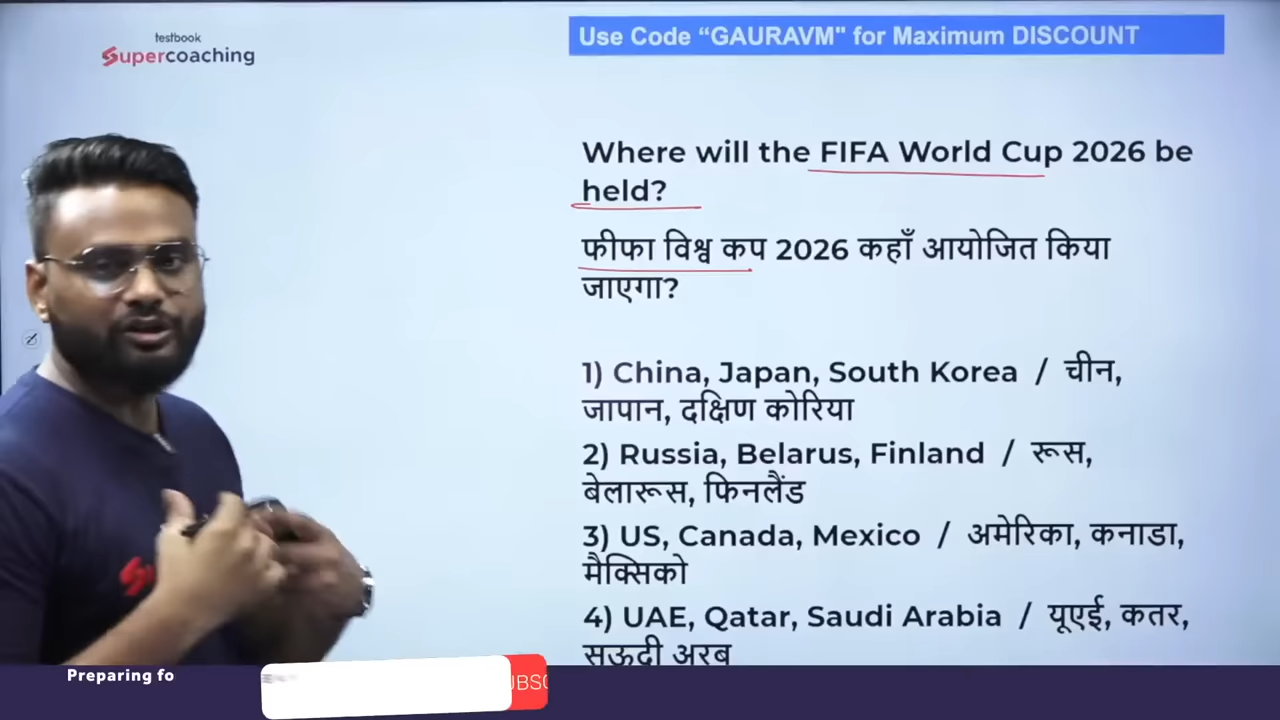 testbook
Supercoaching
Use Code “GAURAVM" for Maximum DISCOUNT
Where will the FIFA World Cup 2026 be
held?
फीफा विश्व कप 2026 कहाँ आयोजित किया
जाएगा?
1) China, Japan, South Korea / चीन,
जापान, दक्षिण कोरिया
2) Russia, Belarus, Finland / रूस,
बेलारूस, फिनलैंड
3) US, Canada, Mexico / अमेरिका, कनाडा,
मैक्सिको
4) UAE, Qatar, Saudi Arabia / यूएई, कतर,
सऊदी अरब
Preparing fo
UBSC